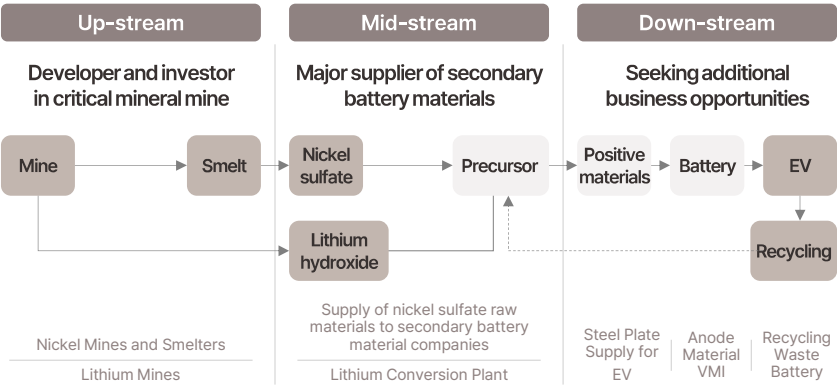 Up-stream
Mid-stream
Down-stream
Developer and investor
in critical mineral mine
Major supplier of secondary
battery materials
Seeking additional
business opportunities
Mine
Smelt
Nickel
sulfate
Precursor
Positive
materials
Battery
EV
Lithium
hydroxide
Recycling
Nickel Mines and Smelters
Lithium Mines
Supply of nickel sulfate raw
materials to secondary battery
material companies
Lithium Conversion Plant
Steel Plate
Supply for
EV
Anode
Material
VMI
Recycling
Waste
Battery